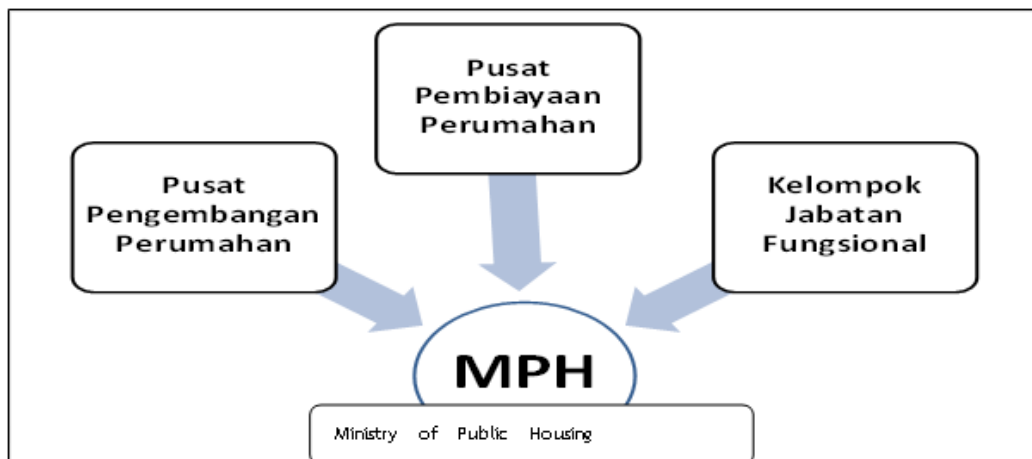 Pusat
Pembiayaan
Perumahan
Pusat
Pengembangan
Perumahan
Kelompok
Jabatan
Fungsional
MPH
Ministry of Public Housing